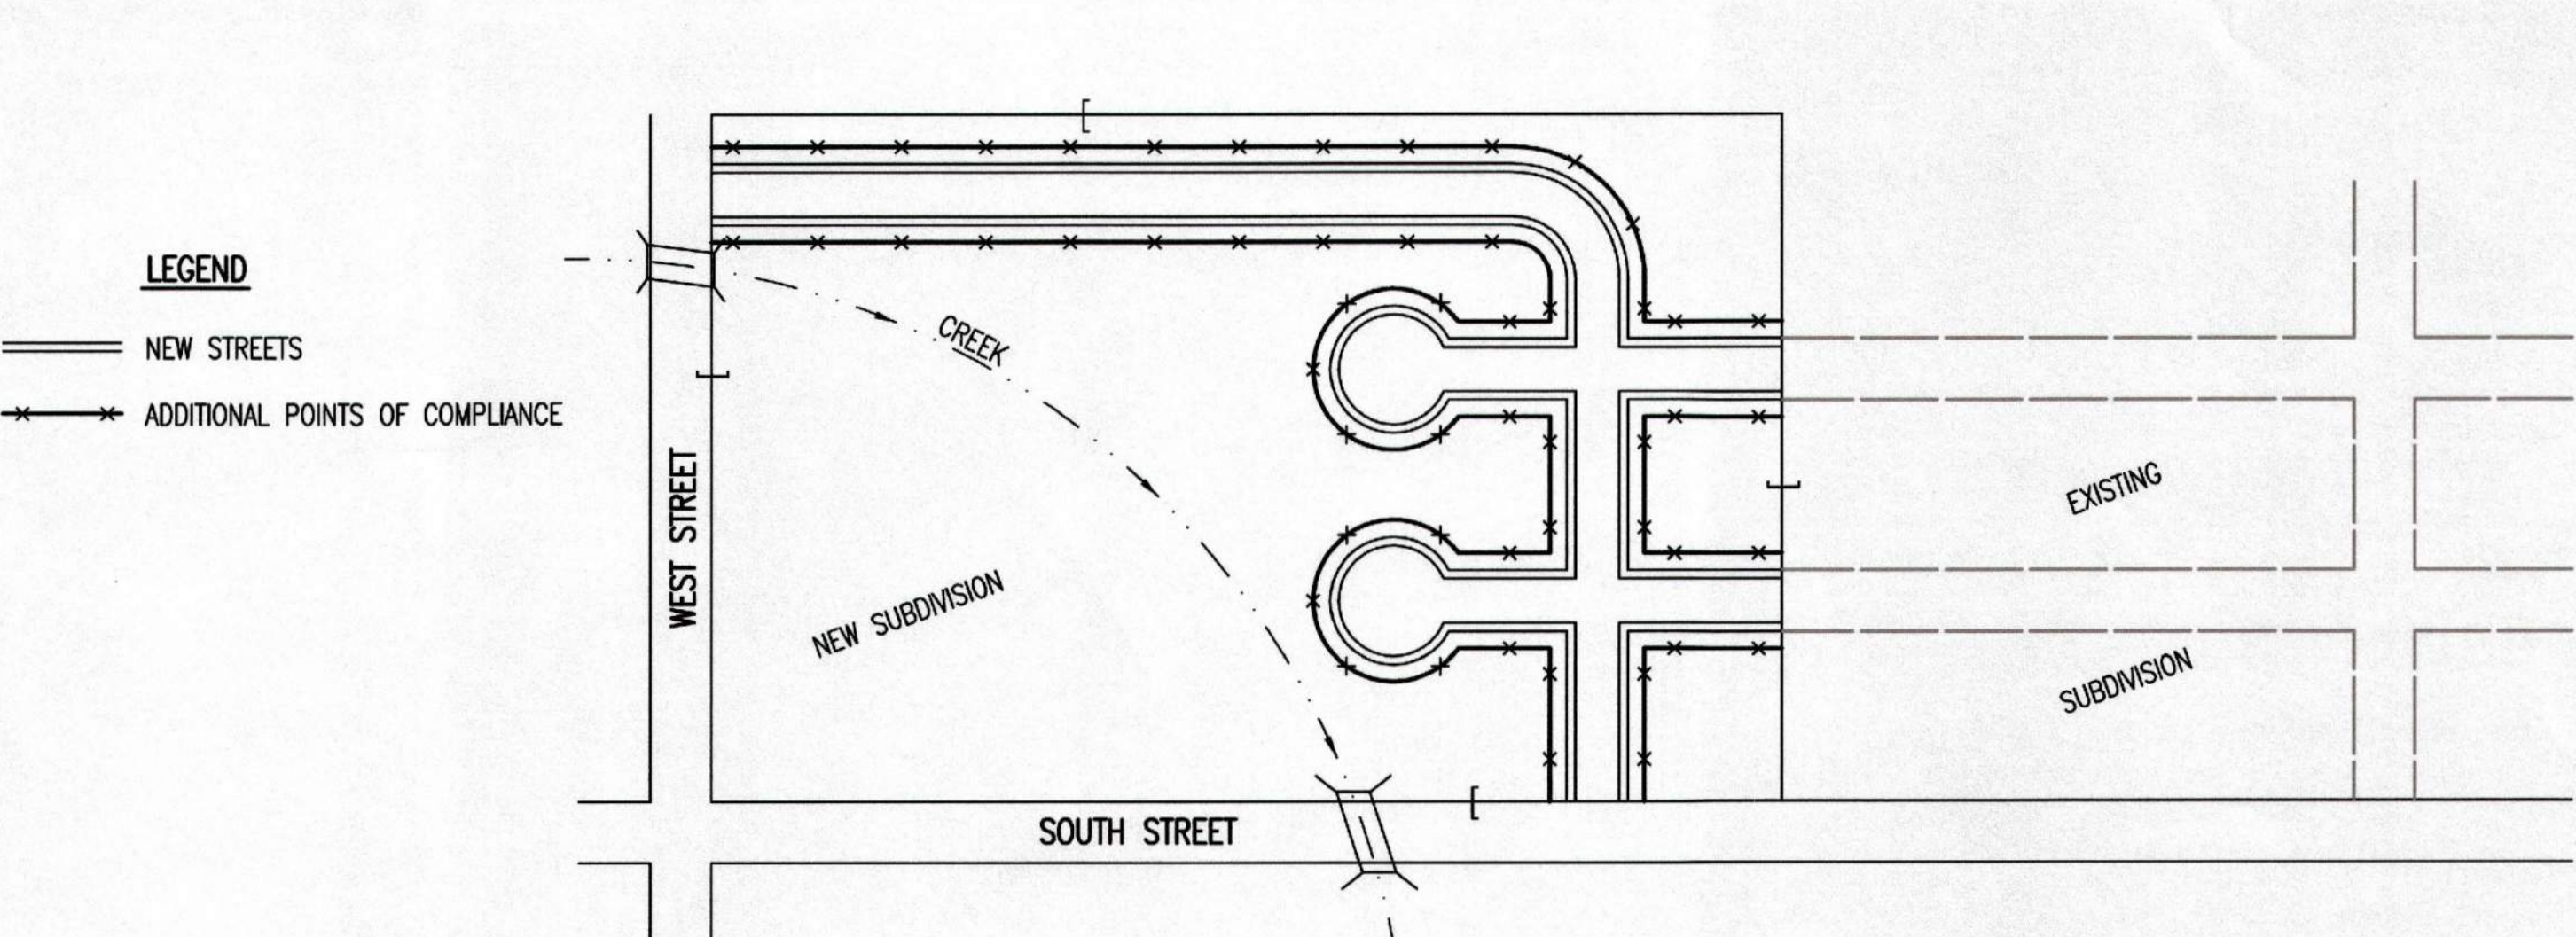 LEGEND
NEW STREETS
ADDITIONAL POINTS OF COMPLIANCE
CREEK
WEST STREET
NEW SUBDIVISION
SOUTH STREET
EXISTING
SUBDIVISION